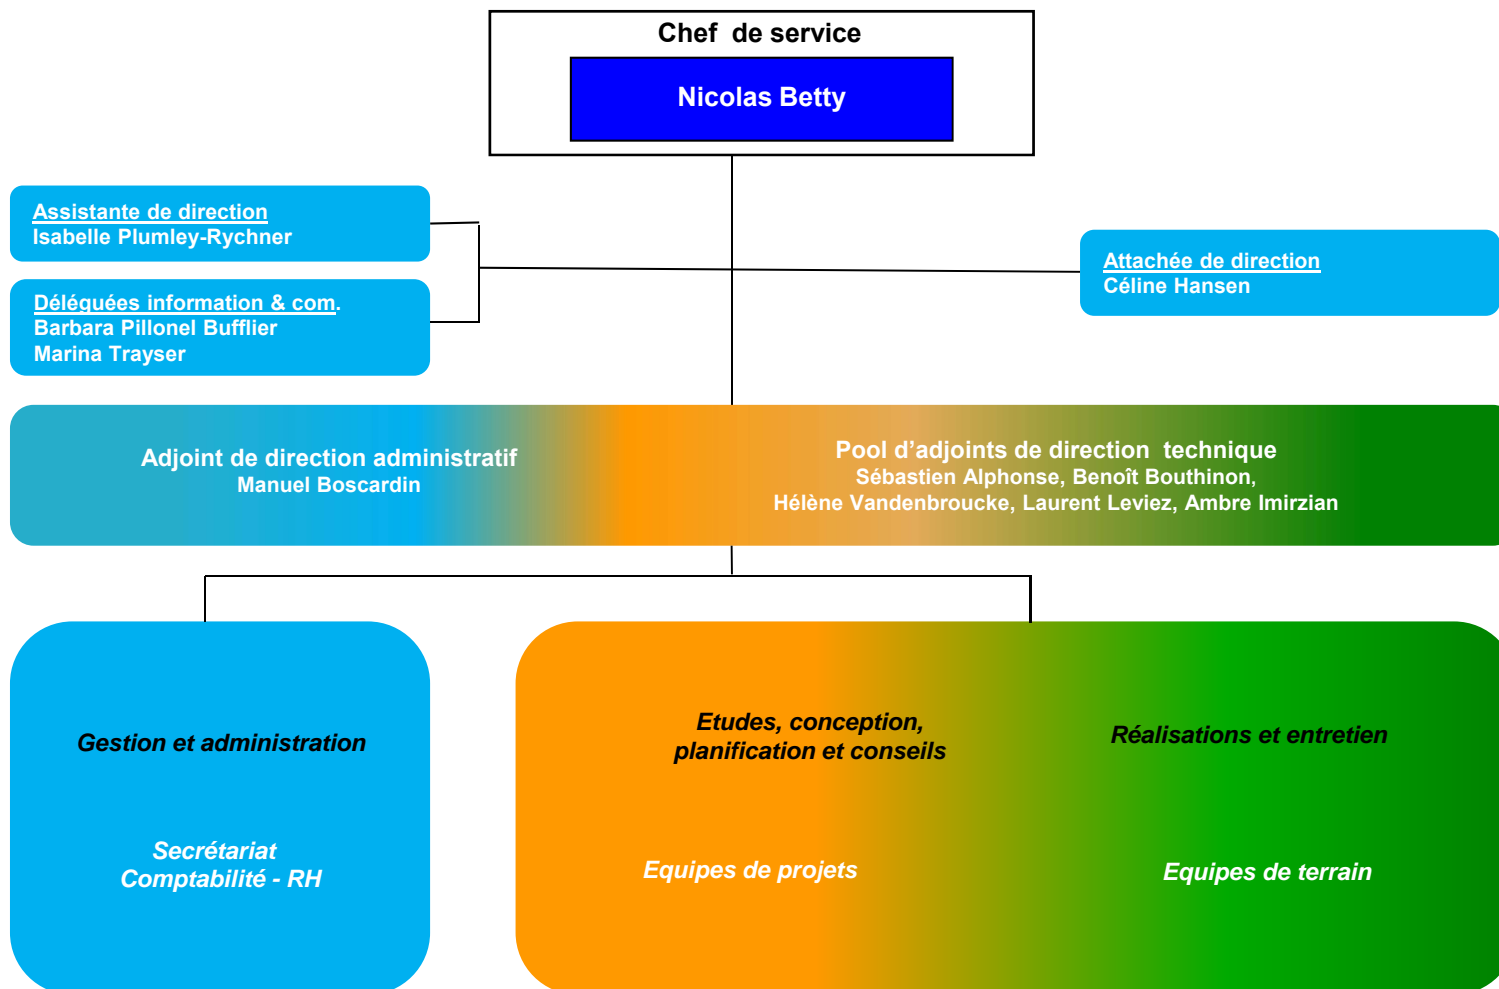 Chef de service
Nicolas Betty
Assistante de direction
Isabelle Plumley-Rychner
Déléguées information & com.
Barbara Pillonel Bufflier
Marina Trayser
Attachée de direction
Céline Hansen
Adjoint de direction administratif
Manuel Boscardin
Pool d’adjoints de direction technique
Sébastien Alphonse, Benoît Bouthinon,
Hélène Vandenbroucke, Laurent Leviez, Ambre Imirzian
Gestion et administration
Secrétariat
Comptabilité - RH
Etudes, conception,
planification et conseils
Equipes de projets
Réalisations et entretien
Equipes de terrain